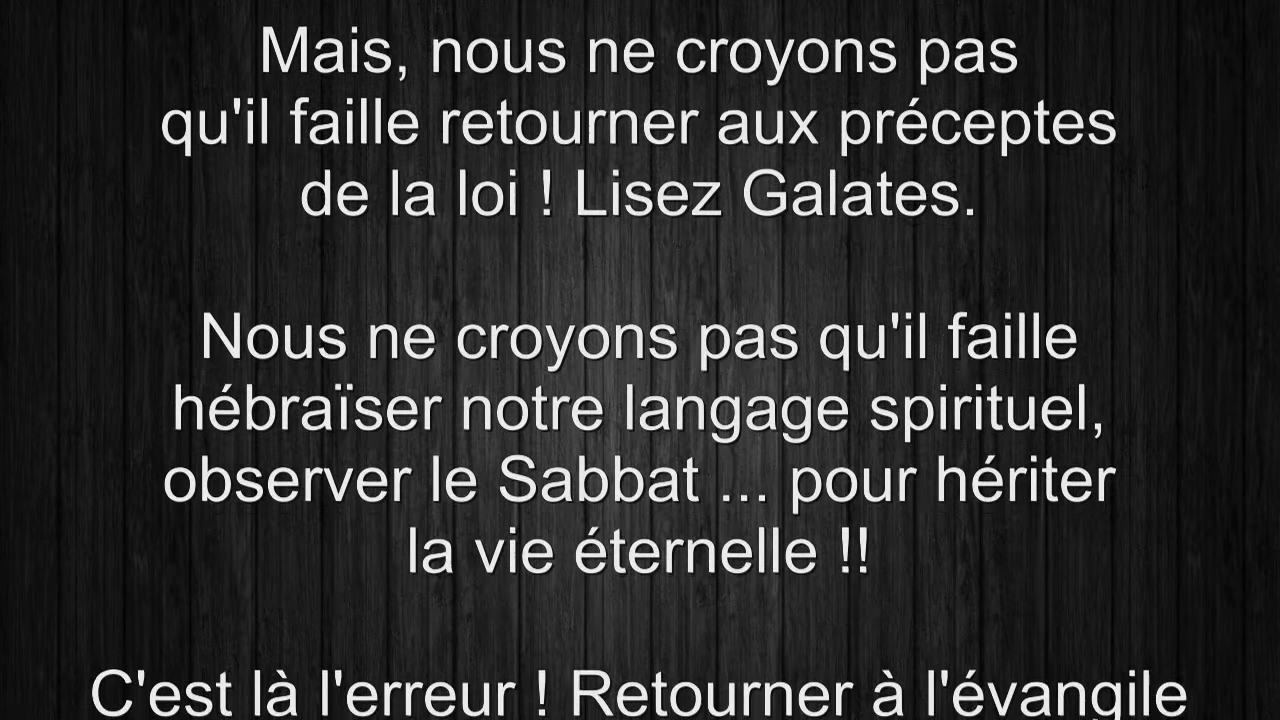 Mais, nous ne croyons pas
qu'il faille retourner aux préceptes
de la loi ! Lisez Galates.
Nous ne croyons pas qu'il faille
hébraïser notre langage spirituel,
observer le Sabbat ... pour hériter
la vie éternelle !!
C'est là l'erreur ! Retourner à l'évangile